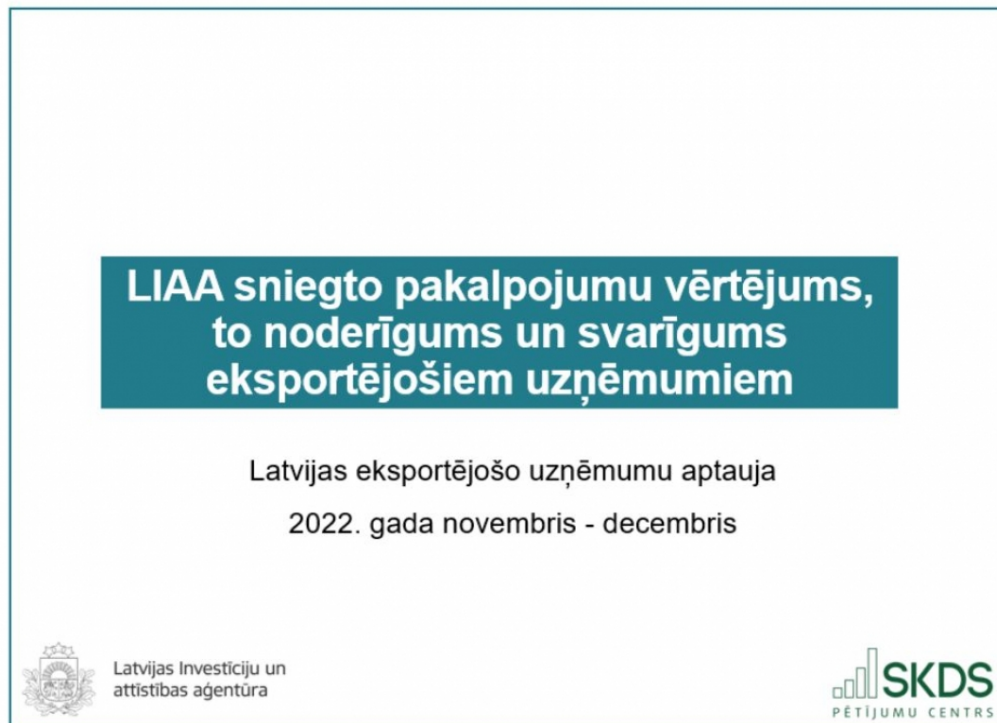 LIAA sniegto pakalpojumu vērtējums,
to noderīgums un svarīgums
eksportējošiem uzņēmumiem
Latvijas eksportējošo uzņēmumu aptauja
2022. gada novembris - decembris
Latvijas Investīciju un
attīstības aģentūra
SKDS
PĒTĪJUMU CENTRS